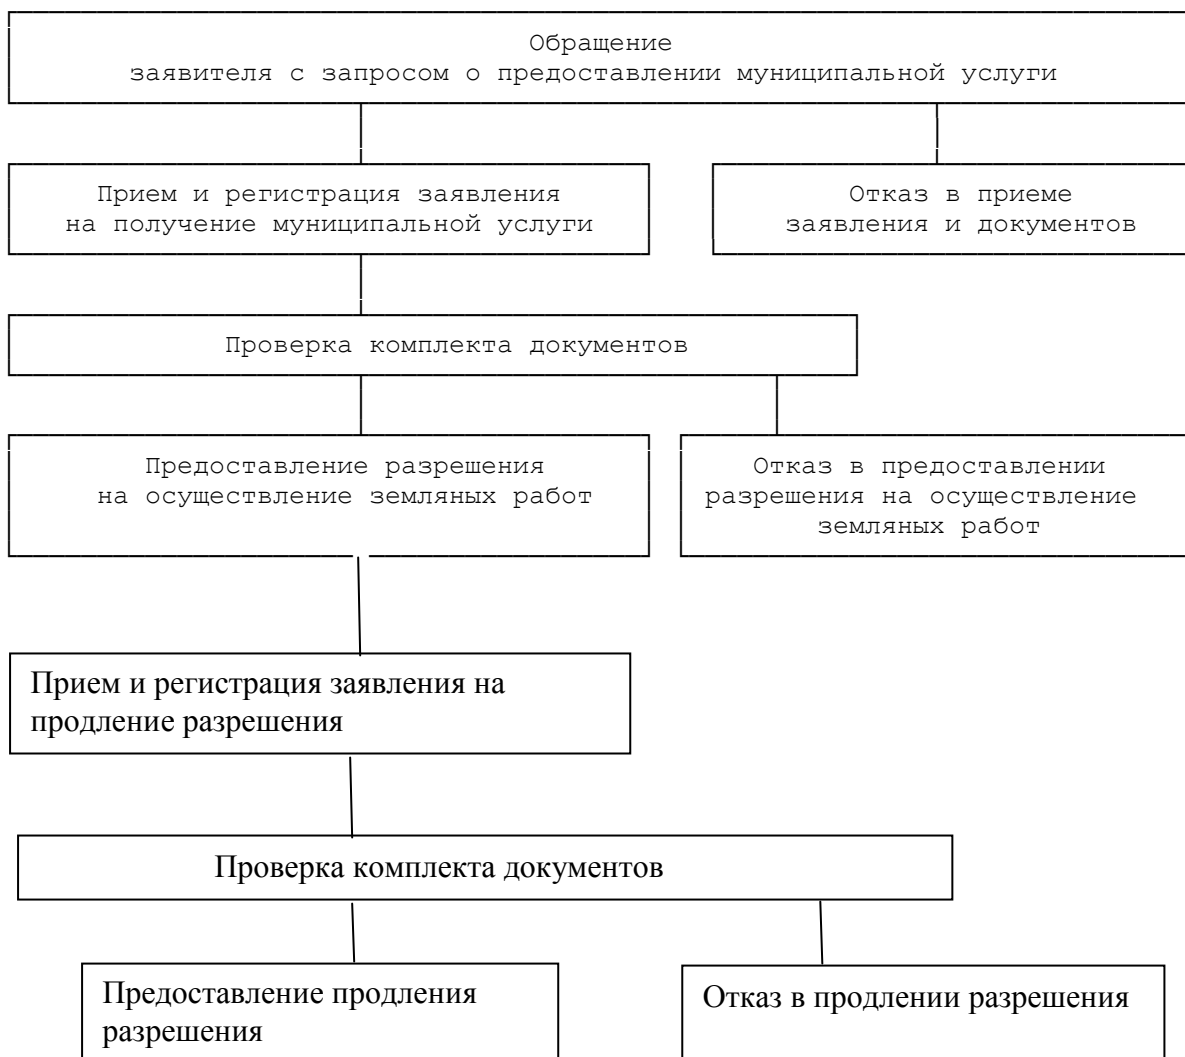 Обращение
заявителя с запросом о предоставлении муниципальной услуги
Прием и регистрация заявления
на получение муниципальной услуги
Отказ в приеме
заявления и документов
Проверка комплекта документов
Предоставление разрешения
на осуществление земляных работ
Отказ в предоставлении
разрешения на осуществление
земляных работ
Прием и регистрация заявления на
продление разрешения
Проверка комплекта документов
Предоставление продления
разрешения
Отказ в продлении разрешения